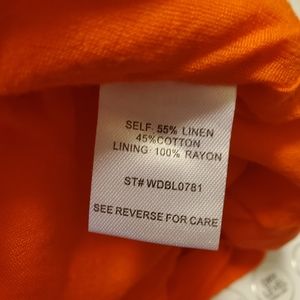 SELF: 55% LINEN
45%COTTON
LINING: 100% RAYON
ST# WDBL0781
SEE REVERSE FOR CARE